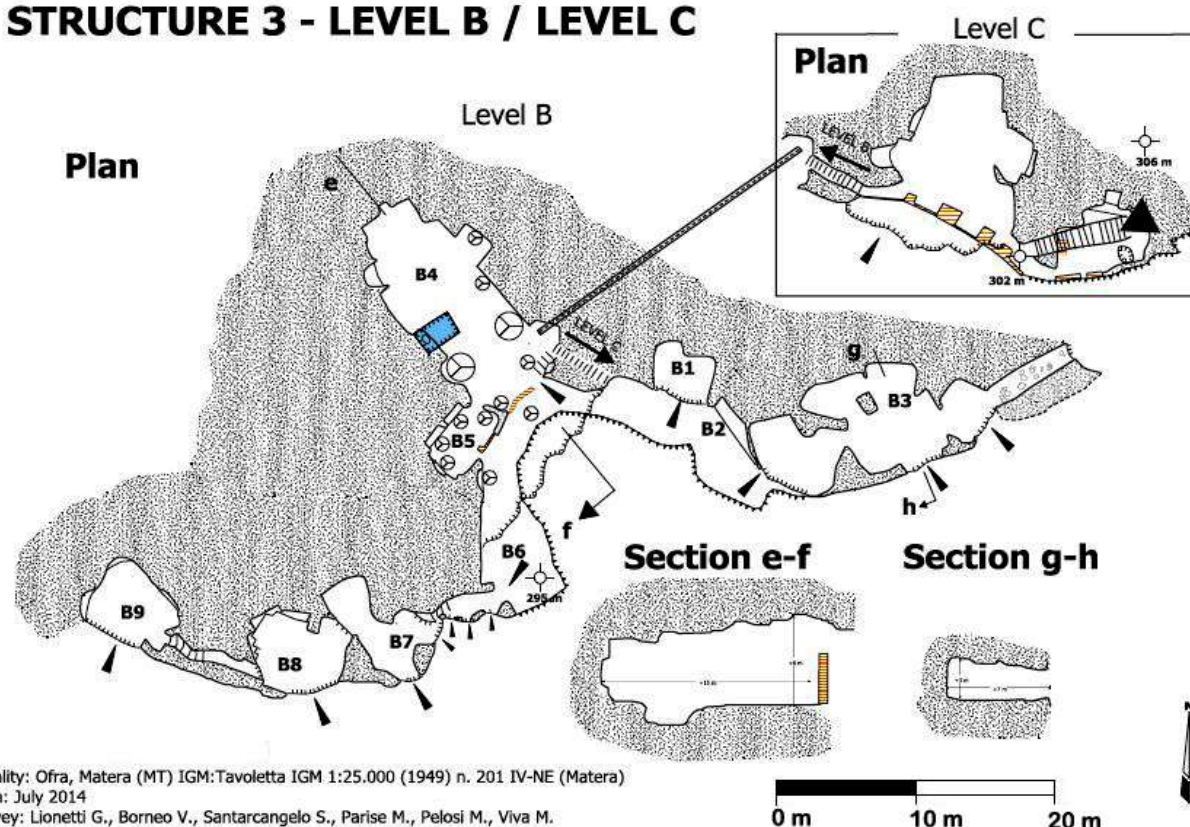 STRUCTURE 3 - LEVEL B / LEVEL C
Level C
Plan
LEVEL B
306 m
302 m
Level B
Plan
e
B4
LEVEL C
B1
g
B3
B2
B5
h
f
B6
295 m
Section e-f
Section g-h
B9
B7
B8
ality: Ofra, Matera (MT) IGM:Tavoletta IGM 1:25.000 (1949) n. 201 IV-NE (Matera)
a: July 2014
vey: Lionetti G., Borneo V., Santarcangelo S., Parise M., Pelosi M., Viva M.
0 m
10 m
20 m